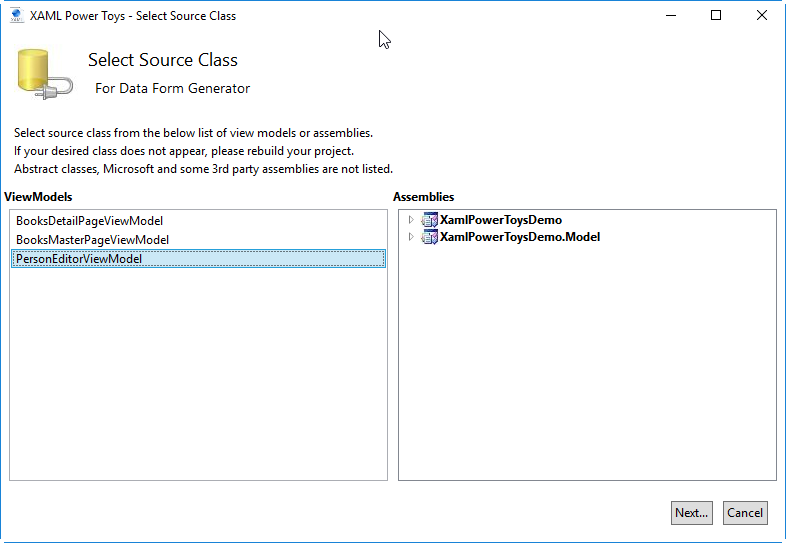 XAML Power Toys - Select Source Class
Select Source Class
For Data Form Generator
Select source class from the below list of view models or assemblies.
If your desired class does not appear, please rebuild your project.
Abstract classes, Microsoft and some 3rd party assemblies are not listed.
ViewModels
BooksDetailPageViewModel
BooksMasterPageViewModel
PersonEditorViewModel
Assemblies
XamlPowerToysDemo
XamlPowerToysDemo.Model
Next...
Cancel